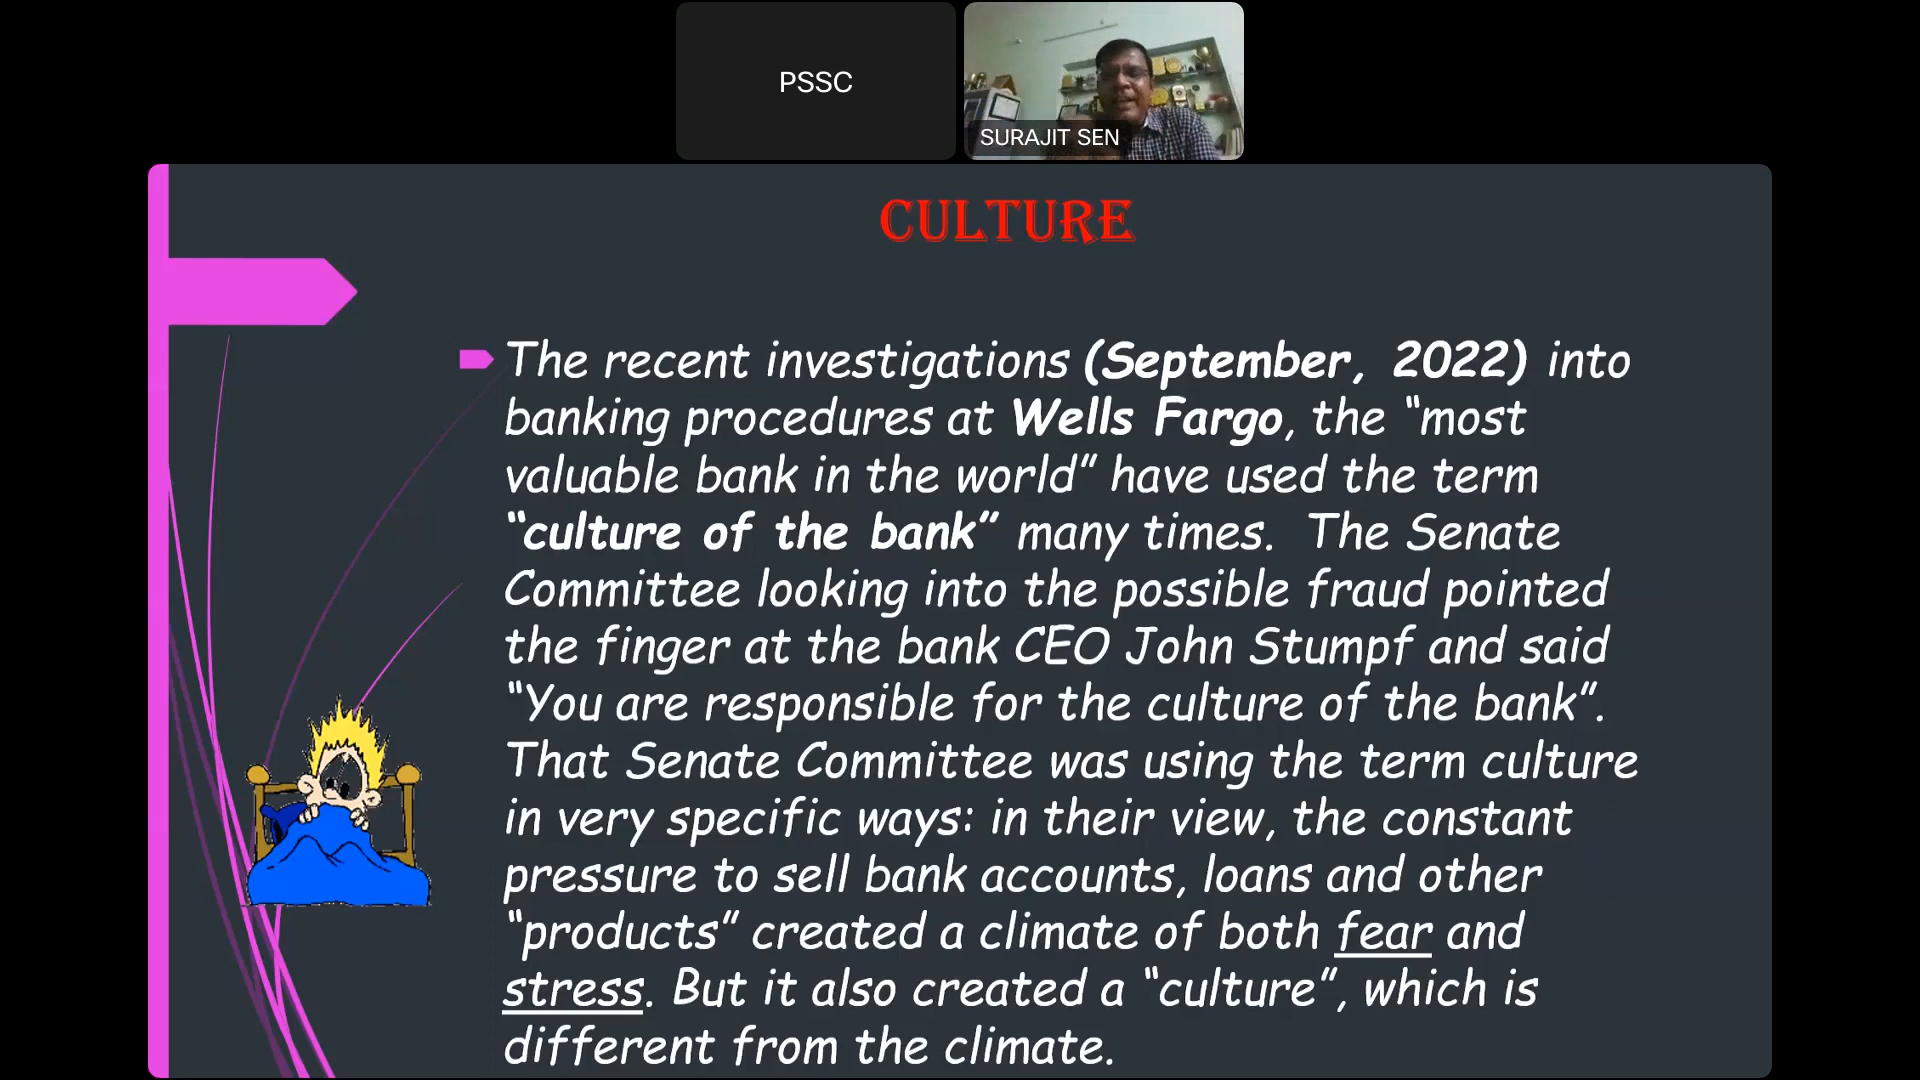 PSSC
SURAJIT SEN
CULTURE
The recent investigations (September, 2022) into
banking procedures at Wells Fargo, the “most
valuable bank in the world” have used the term
“culture of the bank” many times. The Senate
Committee looking into the possible fraud pointed
the finger at the bank CEO John Stumpf and said
“You are responsible for the culture of the bank”.
That Senate Committee was using the term culture
in very specific ways: in their view, the constant
pressure to sell bank accounts, loans and other
“products” created a climate of both fear and
stress. But it also created a “culture”, which is
different from the climate.